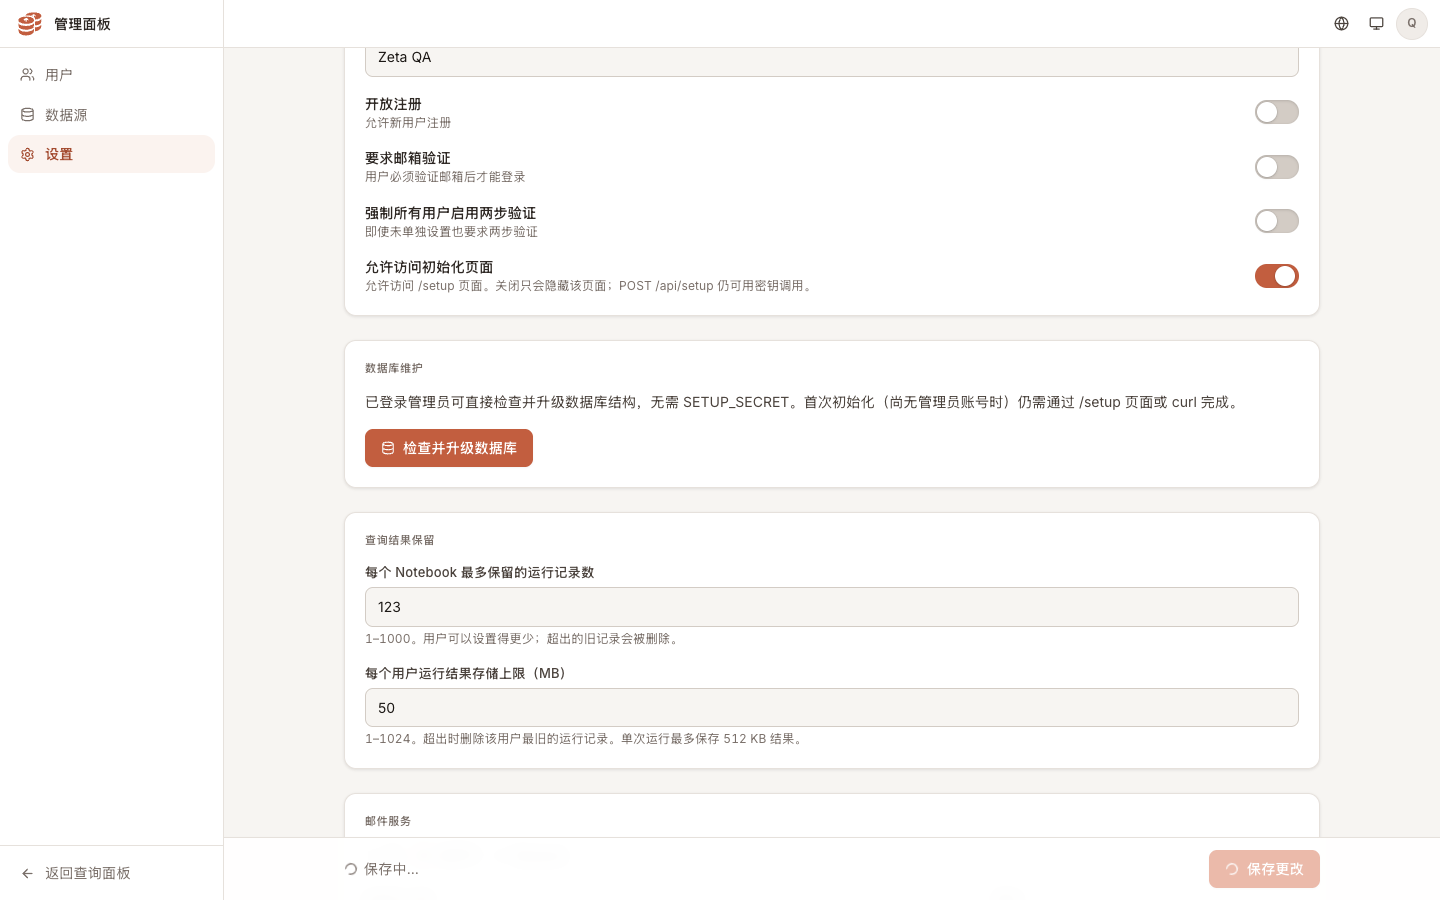 管理面板
Q
用户
数据源
设置
返回查询面板
Zeta QA
开放注册
允许新用户注册
要求邮箱验证
用户必须验证邮箱后才能登录
强制所有用户启用两步验证
即使未单独设置也要求两步验证
允许访问初始化页面
允许访问 /setup 页面。关闭只会隐藏该页面；POST /api/setup 仍可用密钥调用。
数据库维护
已登录管理员可直接检查并升级数据库结构，无需 SETUP_SECRET。首次初始化（尚无管理员账号时）仍需通过 /setup 页面或 curl 完成。
检查并升级数据库
查询结果保留
每个 Notebook 最多保留的运行记录数
123
1–1000。用户可以设置得更少；超出的旧记录会被删除。
每个用户运行结果存储上限（MB）
50
1–1024。超出时删除该用户最旧的运行记录。单次运行最多保存 512 KB 结果。
邮件服务
保存中...
保存更改